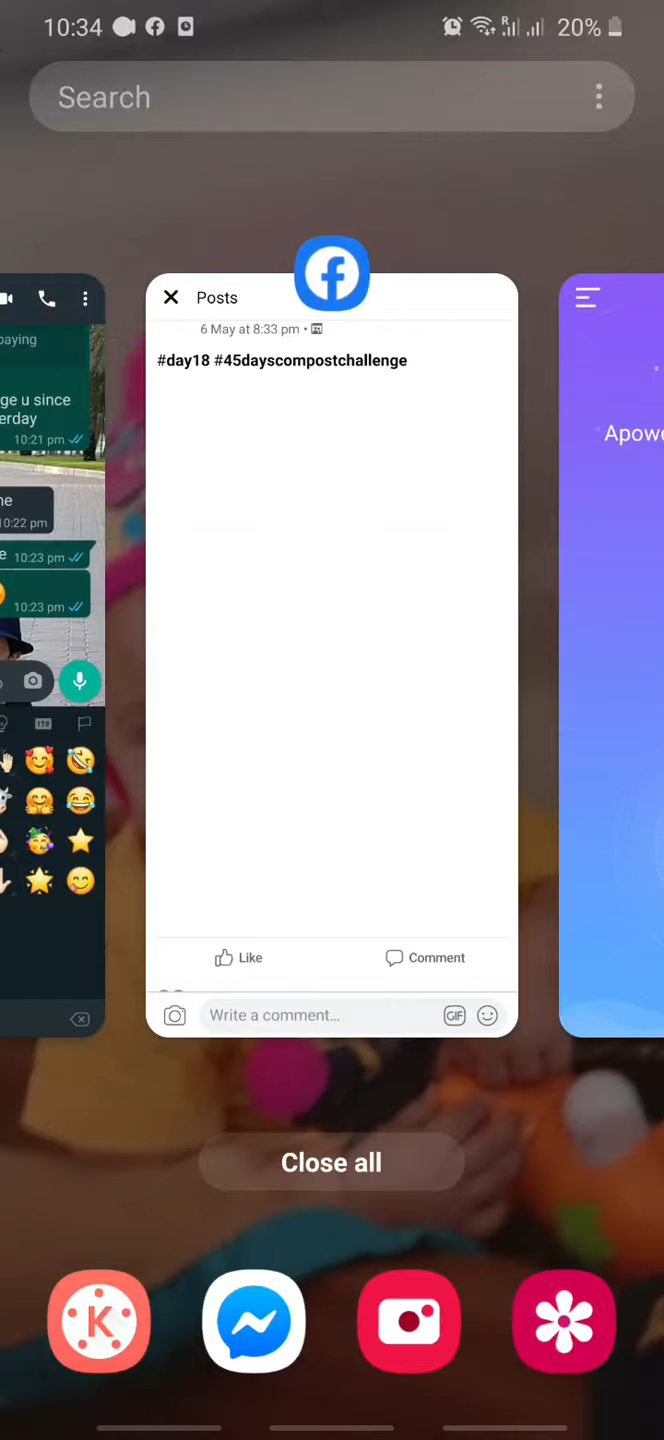 10:34
20%
Search
Posts
6 May at 8:33 pm
#day18 #45dayscompostchallenge
Like
Comment
Write a comment...
GIF
paying
ge u since
erday
10:21 pm
me
10:22 pm
e 10:23 pm
10:23 pm
Apowe
Close all
K